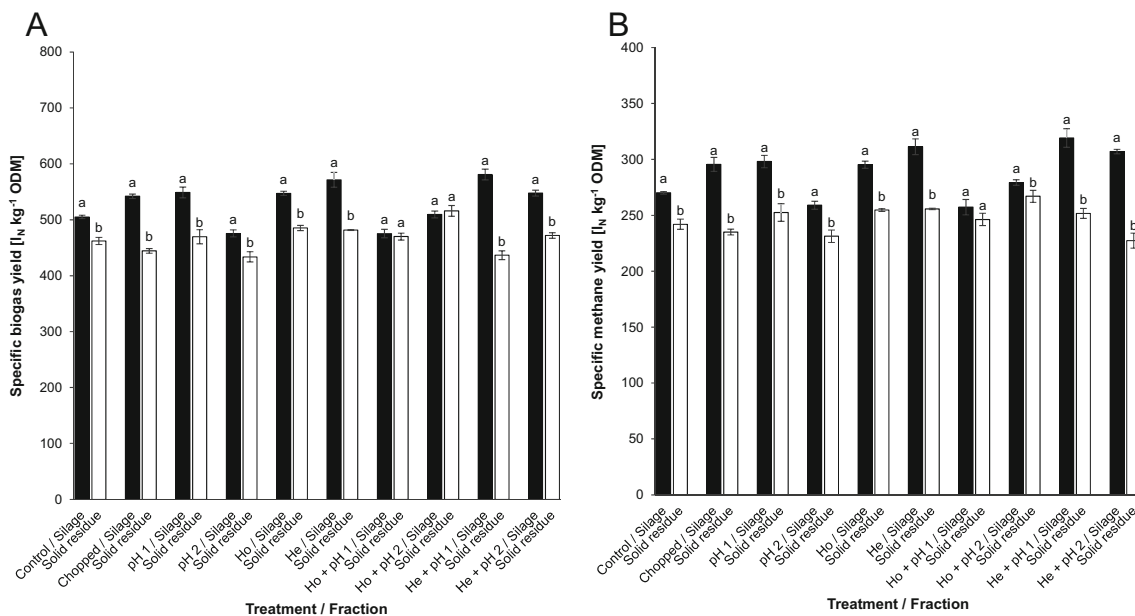 A
Specific biogas yield [lN kg-1 ODM]
800
700
600
500
400
300
200
100
0
a b a b a b a b a b a b a a a a a b a b
Control / Silage
Solid residue
Chopped / Silage
Solid residue
pH 1 / Silage
Solid residue
pH 2 / Silage
Solid residue
Ho / Silage
Solid residue
He / Silage
Solid residue
Ho + pH 1 / Silage
Solid residue
Ho + pH 2 / Silage
Solid residue
He + pH 1 / Silage
Solid residue
He + pH 2 / Silage
Solid residue
Treatment / Fraction
B
Specific methane yield [lN kg-1 ODM]
400
350
300
250
200
150
100
50
0
a b a b a b a b a b a b a a a b a b a b
Control / Silage
Solid residue
Chopped / Silage
Solid residue
pH 1 / Silage
Solid residue
pH 2 / Silage
Solid residue
Ho / Silage
Solid residue
He / Silage
Solid residue
Ho + pH 1 / Silage
Solid residue
Ho + pH 2 / Silage
Solid residue
He + pH 1 / Silage
Solid residue
He + pH 2 / Silage
Solid residue
Treatment / Fraction